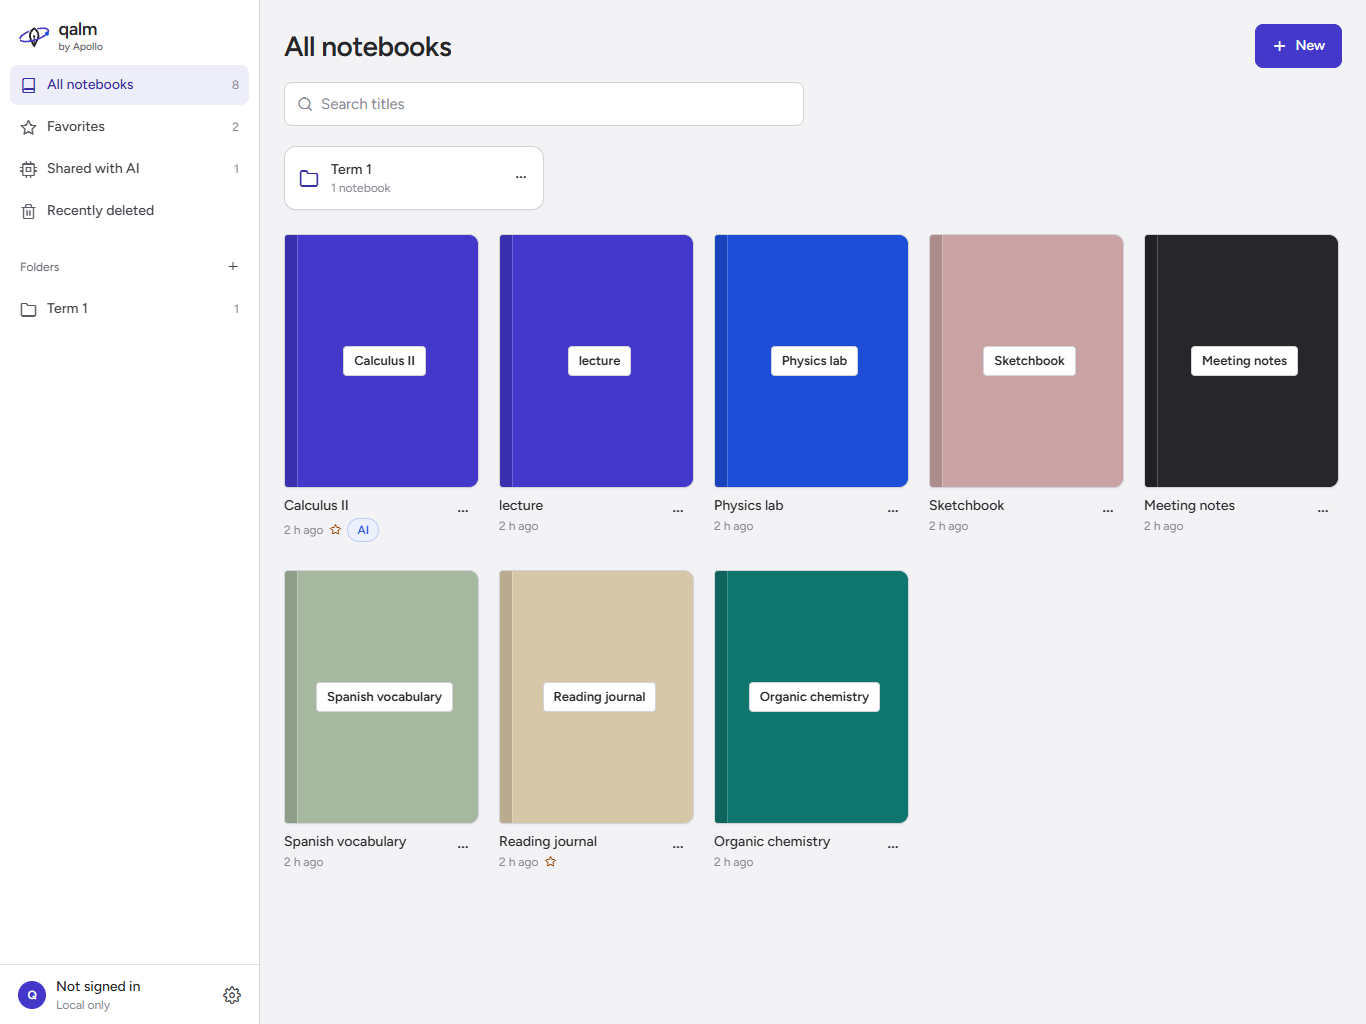 qalm
by Apollo
All notebooks 8
Favorites 2
Shared with AI 1
Recently deleted
Folders +
Term 1 1
Not signed in
Local only
Q
All notebooks
+ New
Search titles
Term 1
1 notebook
...
Calculus II
lecture
Physics lab
Sketchbook
Meeting notes
Calculus II ...
2 h ago AI
lecture ...
2 h ago
Physics lab ...
2 h ago
Sketchbook ...
2 h ago
Meeting notes ...
2 h ago
Spanish vocabulary
Reading journal
Organic chemistry
Spanish vocabulary ...
2 h ago
Reading journal ...
2 h ago
Organic chemistry ...
2 h ago